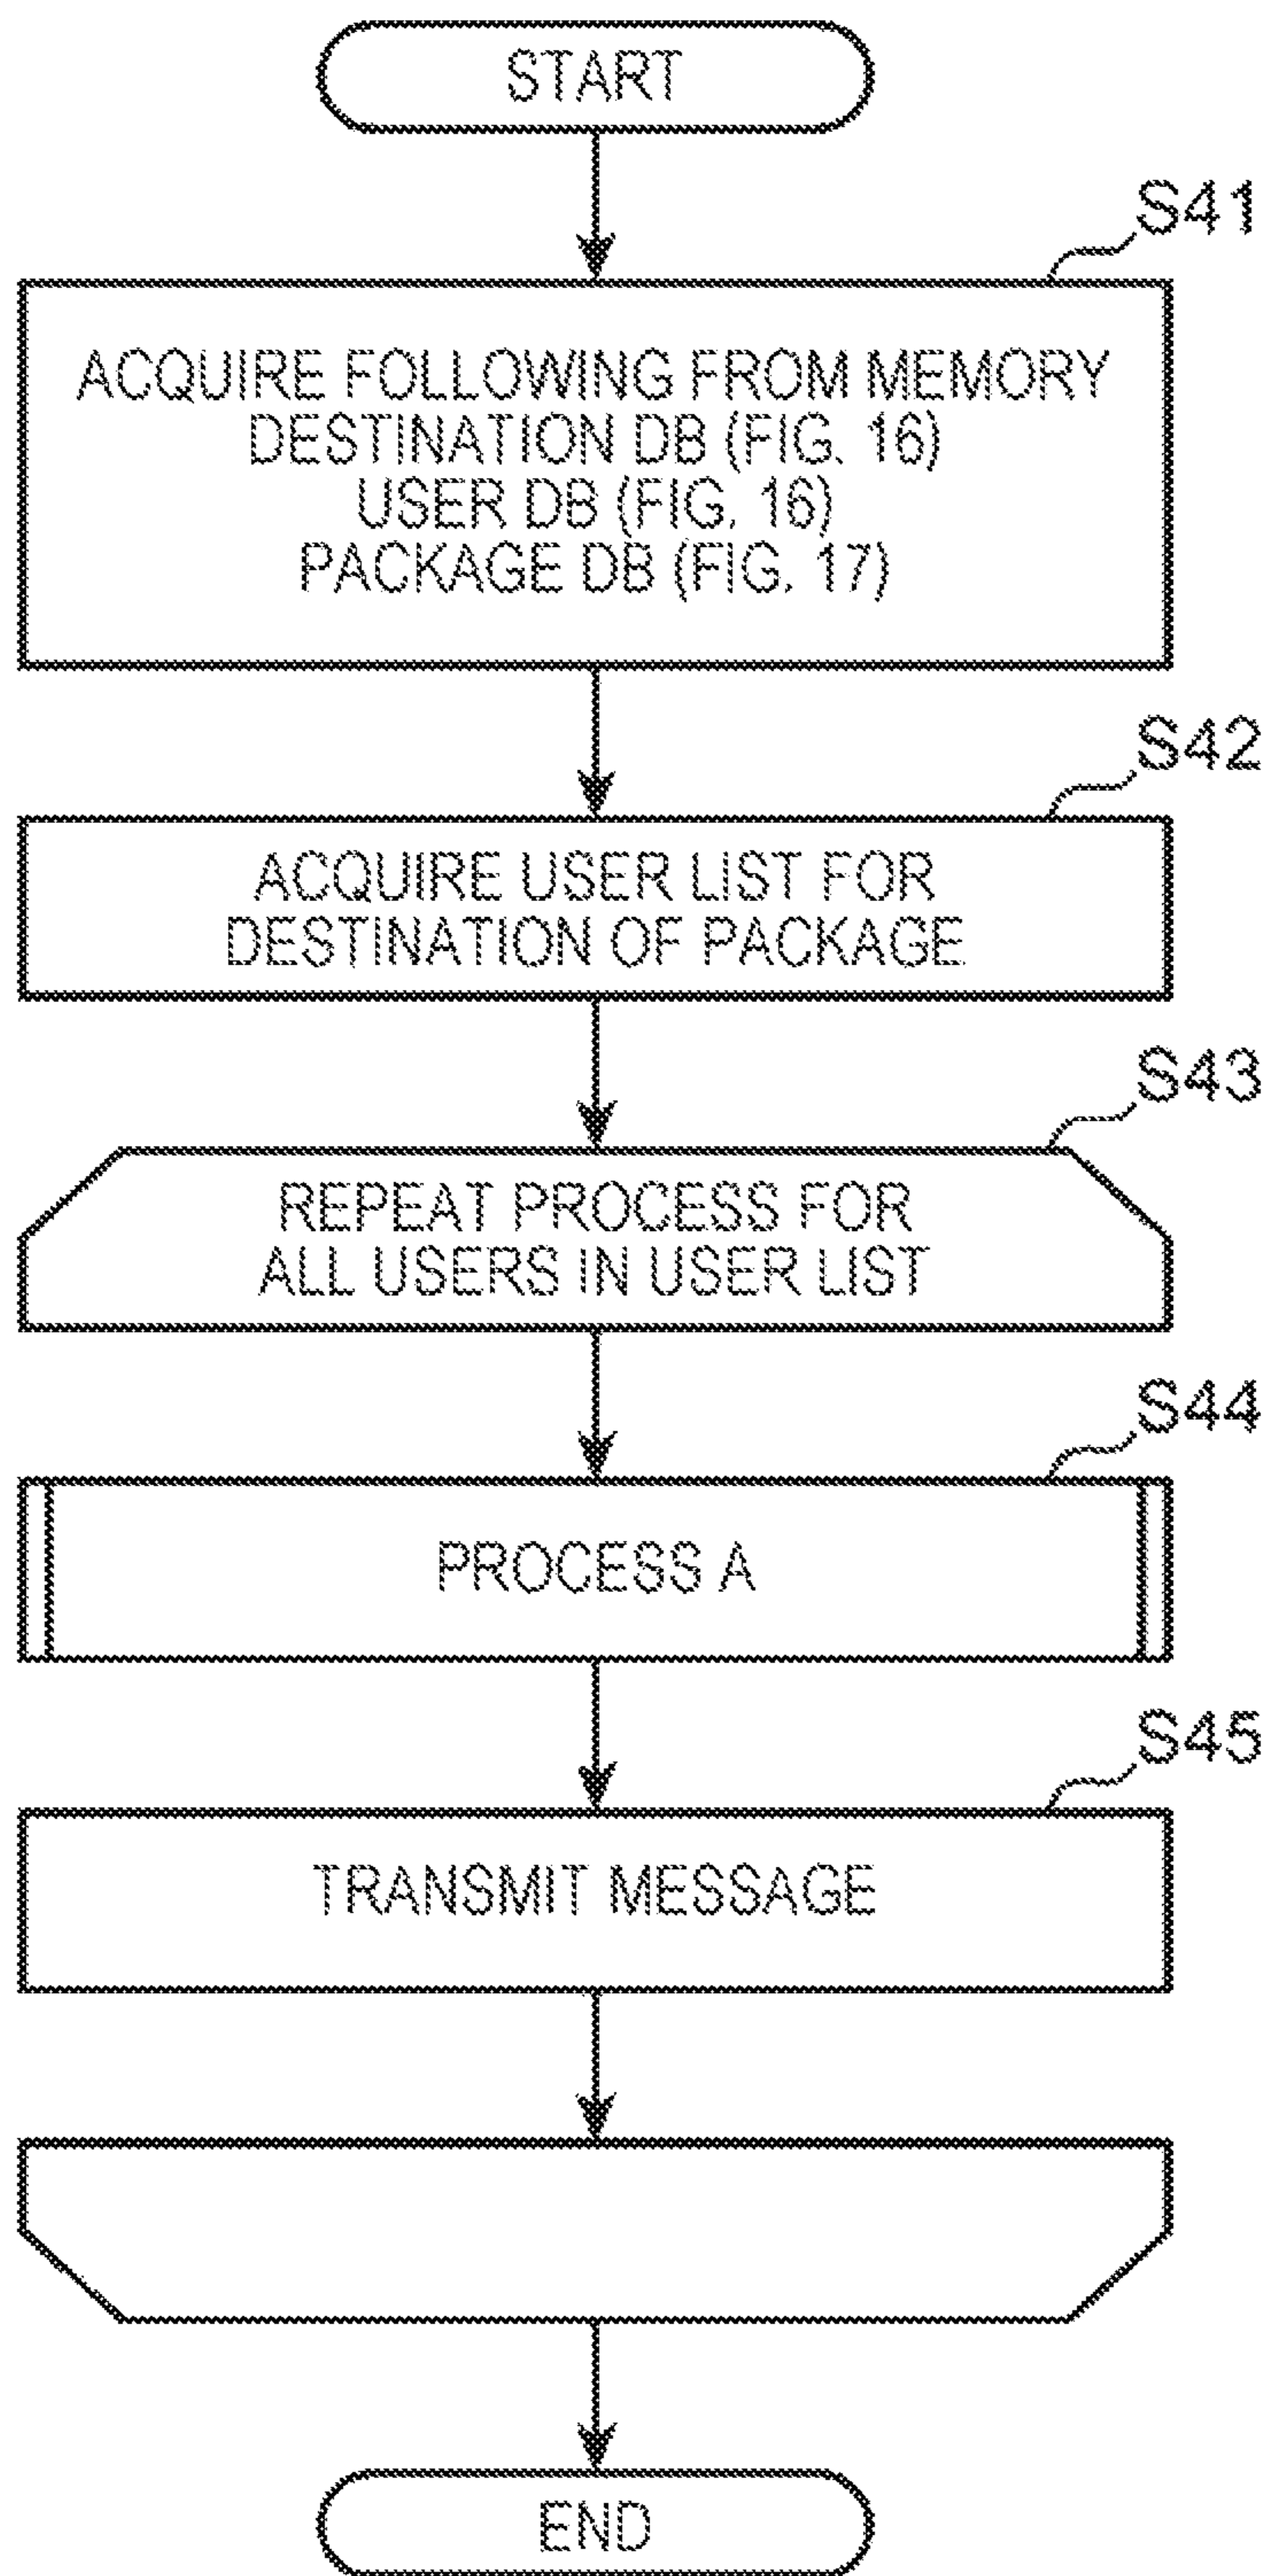 START
S41
ACQUIRE FOLLOWING FROM MEMORY
DESTINATION DB (FIG. 16)
USER DB (FIG. 16)
PACKAGE DB (FIG. 17)
S42
ACQUIRE USER LIST FOR
DESTINATION OF PACKAGE
S43
REPEAT PROCESS FOR
ALL USERS IN USER LIST
S44
PROCESS A
S45
TRANSMIT MESSAGE
END